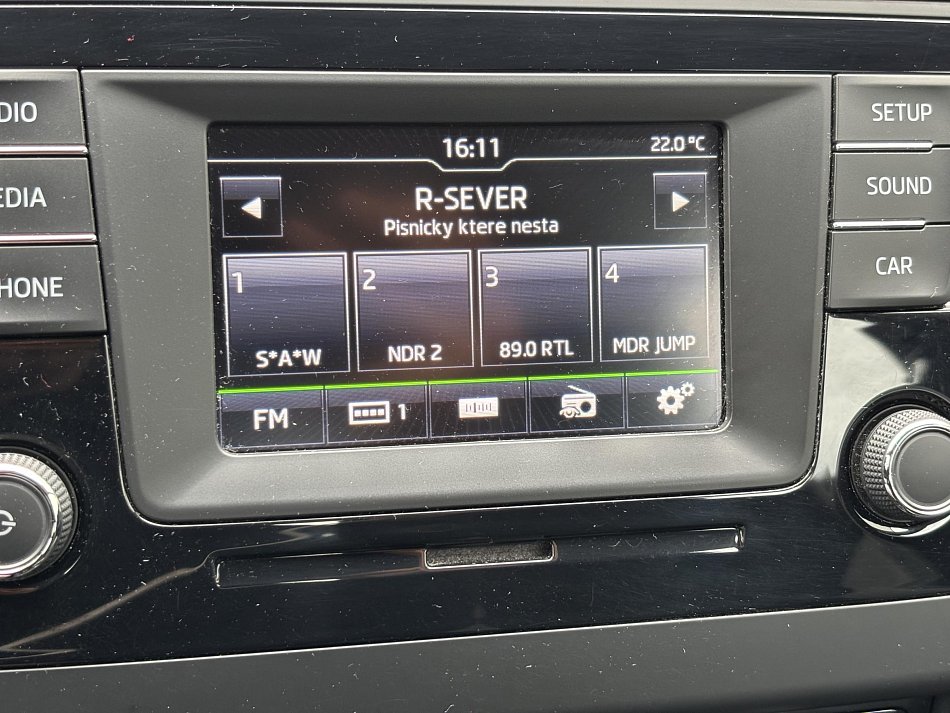 16:11
22.0 °C
R-SEVER
Pisnicky ktere nesta
1
2
3
4
S*A*W
NDR 2
89.0 RTL
MDR JUMP
FM
1
DIO
EDIA
HONE
SETUP
SOUND
CAR